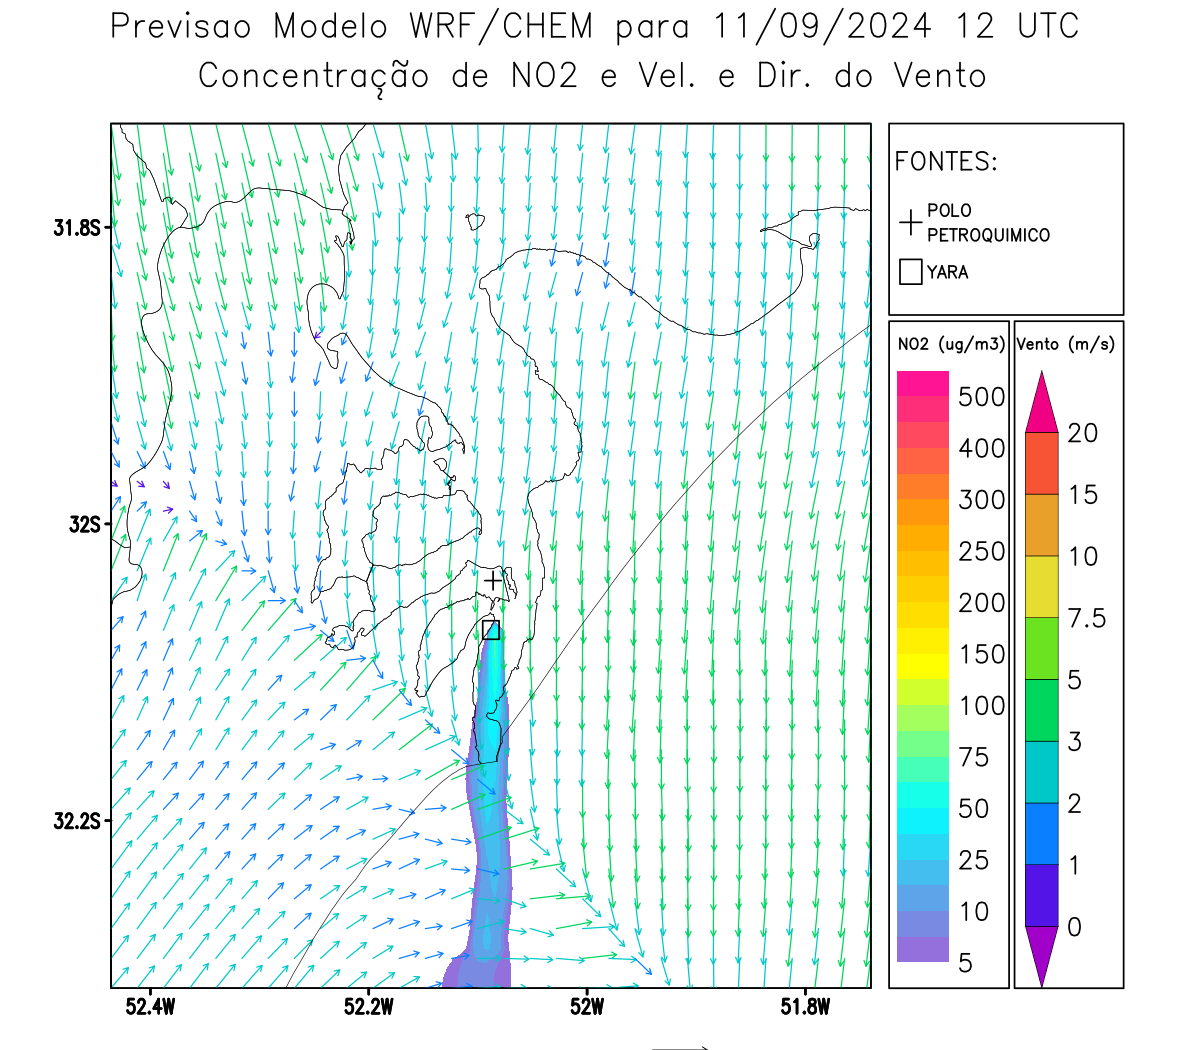 Previsao Modelo WRF/CHEM para 11/09/2024 12 UTC
Concentração de NO2 e Vel. e Dir. do Vento
FONTES:
POLO
PETROQUIMICO
YARA
31.8S
32S
32.2S
52.4W
52.2W
52W
51.8W
NO2 (ug/m3)
500
400
300
250
200
150
100
75
50
25
10
5
Vento (m/s)
20
15
10
7.5
5
3
2
1
0